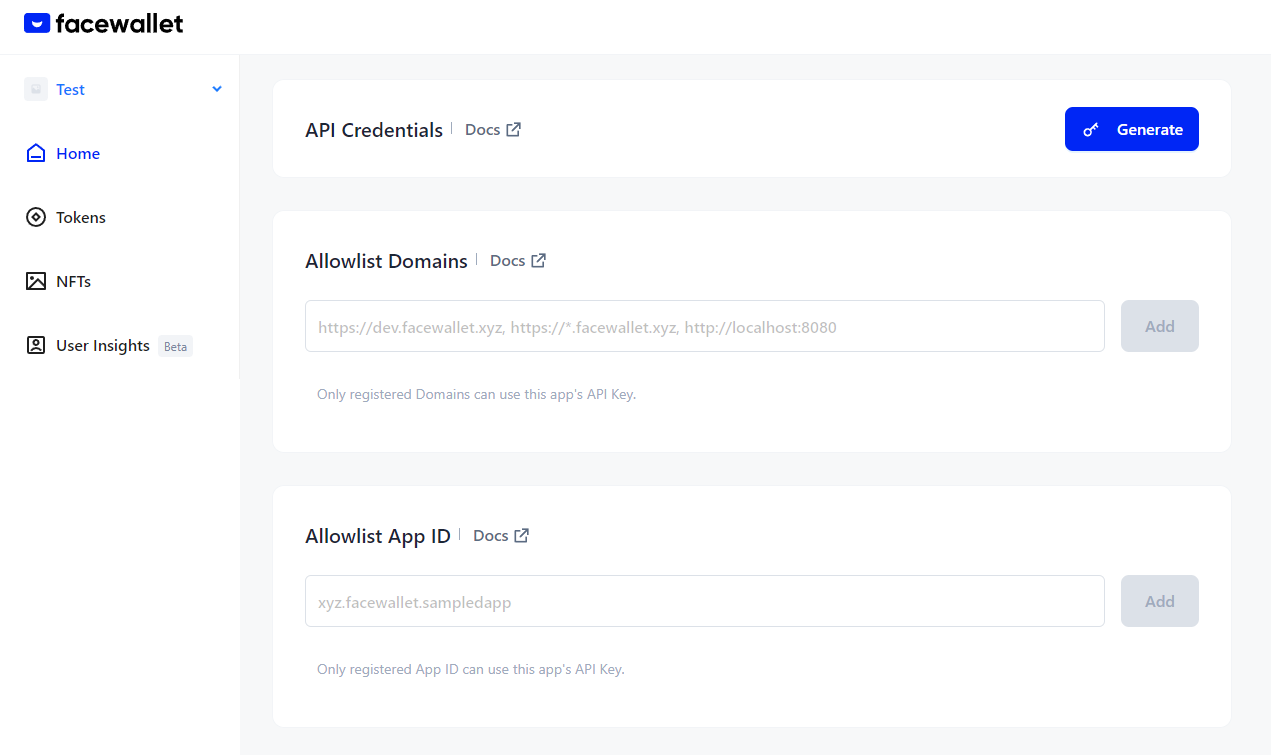 facewallet
Test
Home
Tokens
NFTs
User Insights Beta
API Credentials Docs
Generate
Allowlist Domains Docs
https://dev.facewallet.xyz, https://*.facewallet.xyz, http://localhost:8080
Add
Only registered Domains can use this app's API Key.
Allowlist App ID Docs
xyz.facewallet.sampledapp
Add
Only registered App ID can use this app's API Key.